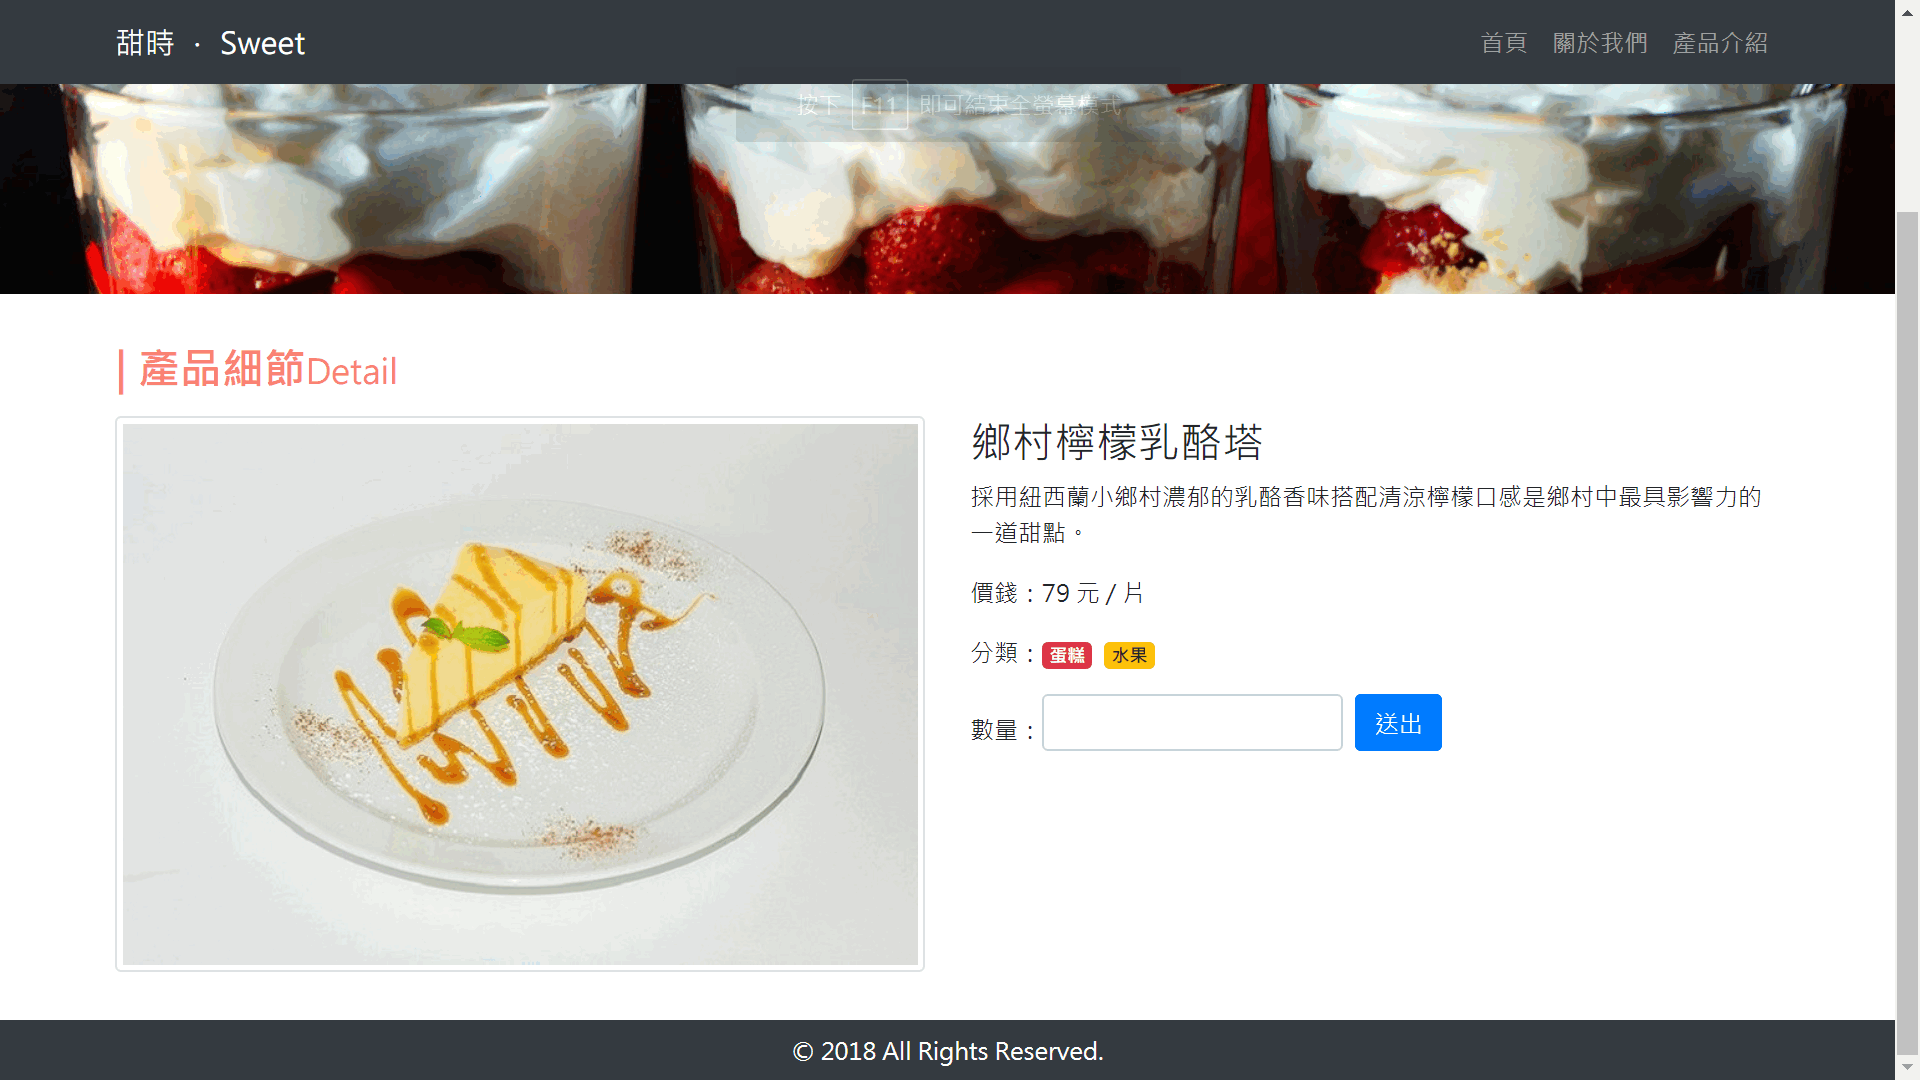 甜時 · Sweet
首頁 關於我們 產品介紹
按下 F11 即可結束全螢幕模式
產品細節Detail
鄉村檸檬乳酪塔
採用紐西蘭小鄉村濃郁的乳酪香味搭配清涼檸檬口感是鄉村中最具影響力的
一道甜點。
價錢：79 元 / 片
分類：蛋糕 水果
數量： 送出
© 2018 All Rights Reserved.